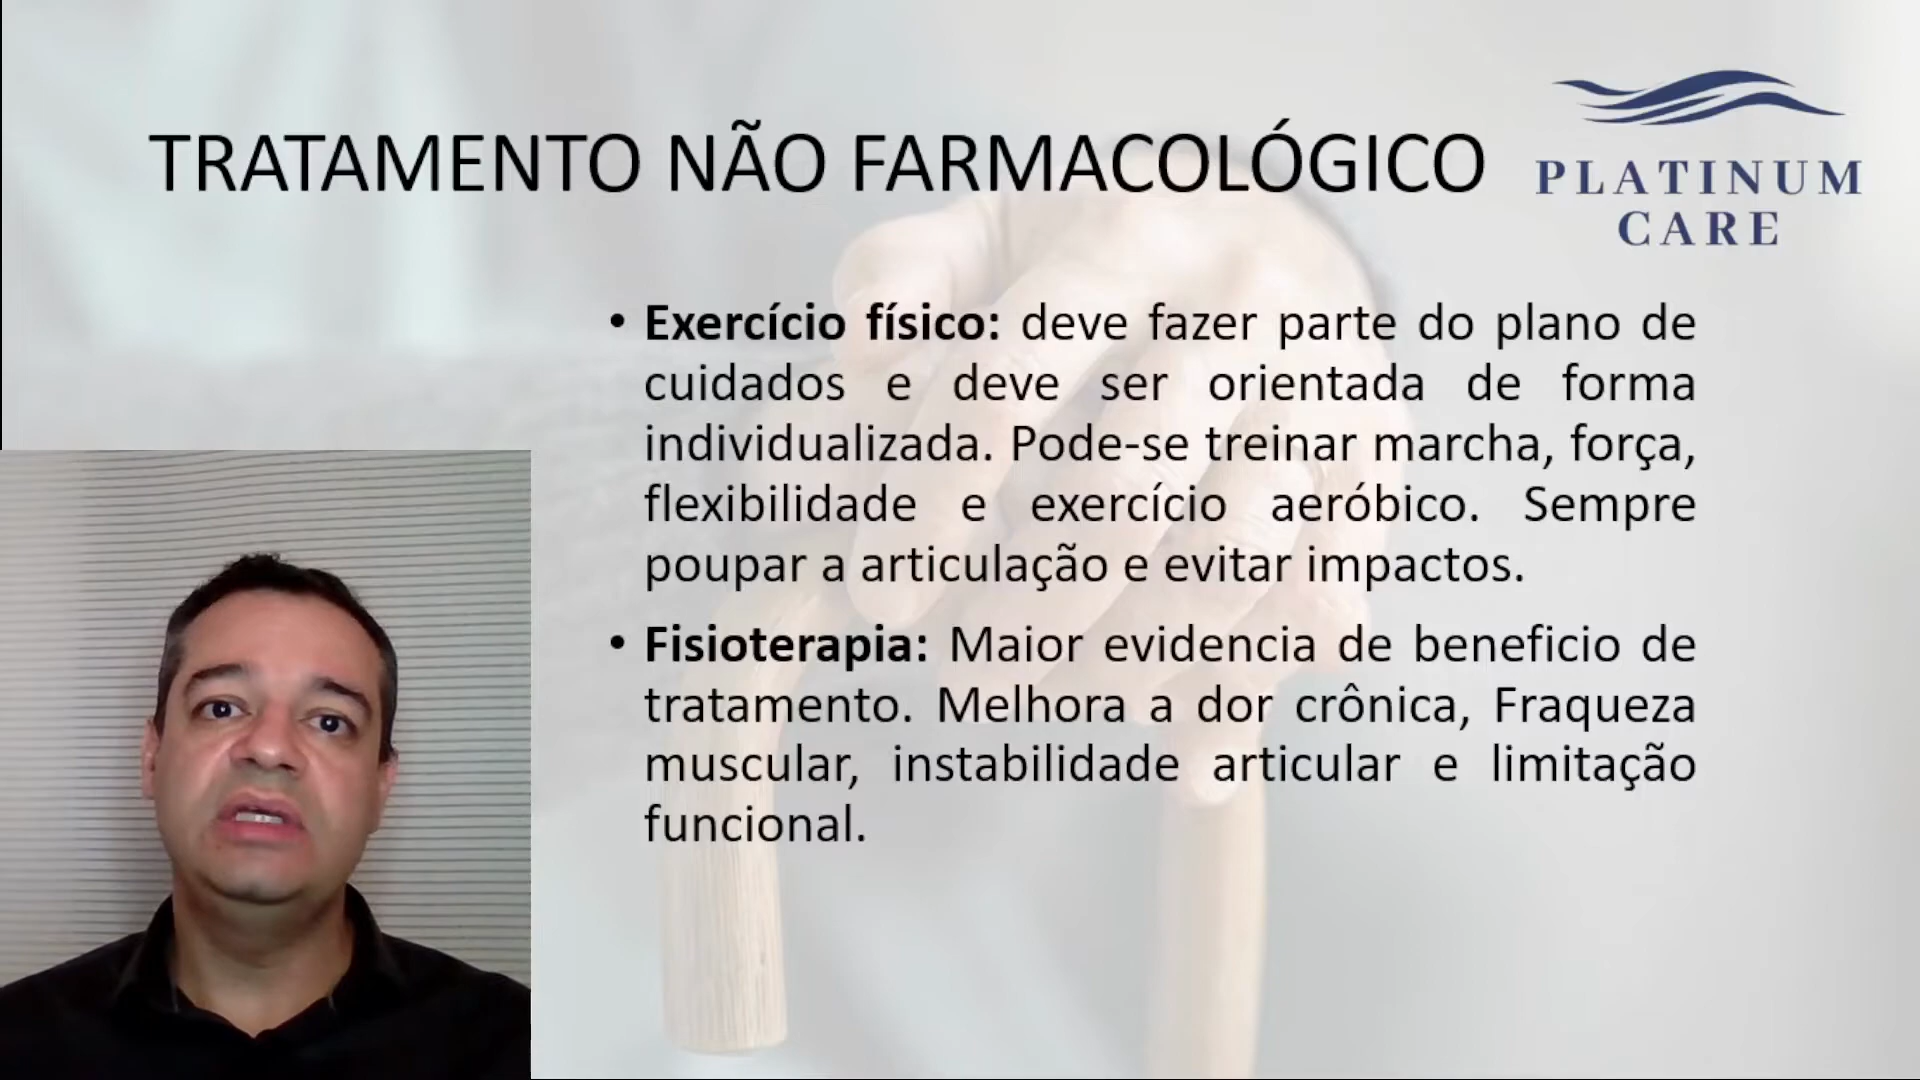 TRATAMENTO NÃO FARMACOLÓGICO
PLATINUM
CARE
• Exercício físico: deve fazer parte do plano de
cuidados e deve ser orientada de forma
individualizada. Pode-se treinar marcha, força,
flexibilidade e exercício aeróbico. Sempre
poupar a articulação e evitar impactos.
• Fisioterapia: Maior evidencia de beneficio de
tratamento. Melhora a dor crônica, Fraqueza
muscular, instabilidade articular e limitação
funcional.